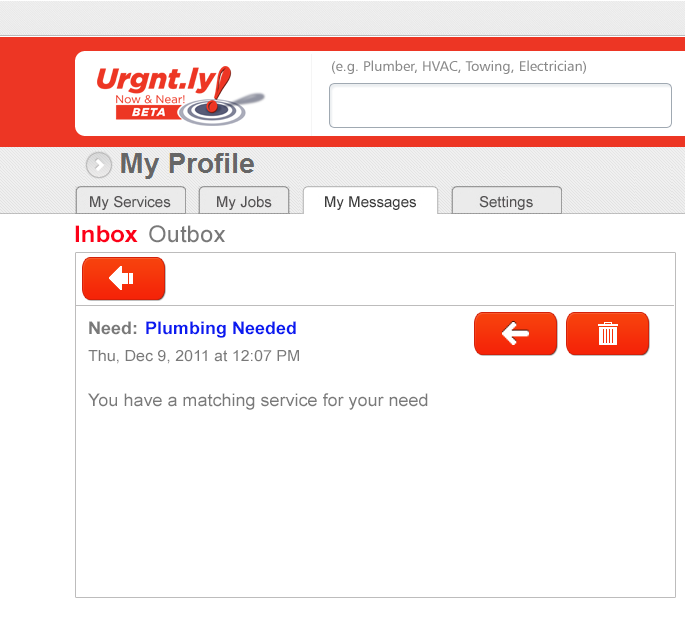 (e.g. Plumber, HVAC, Towing, Electrician)
Urgnt.ly!
Now & Near!
BETA
My Profile
My Services My Jobs My Messages Settings
Inbox Outbox
Need: Plumbing Needed
Thu, Dec 9, 2011 at 12:07 PM
You have a matching service for your need